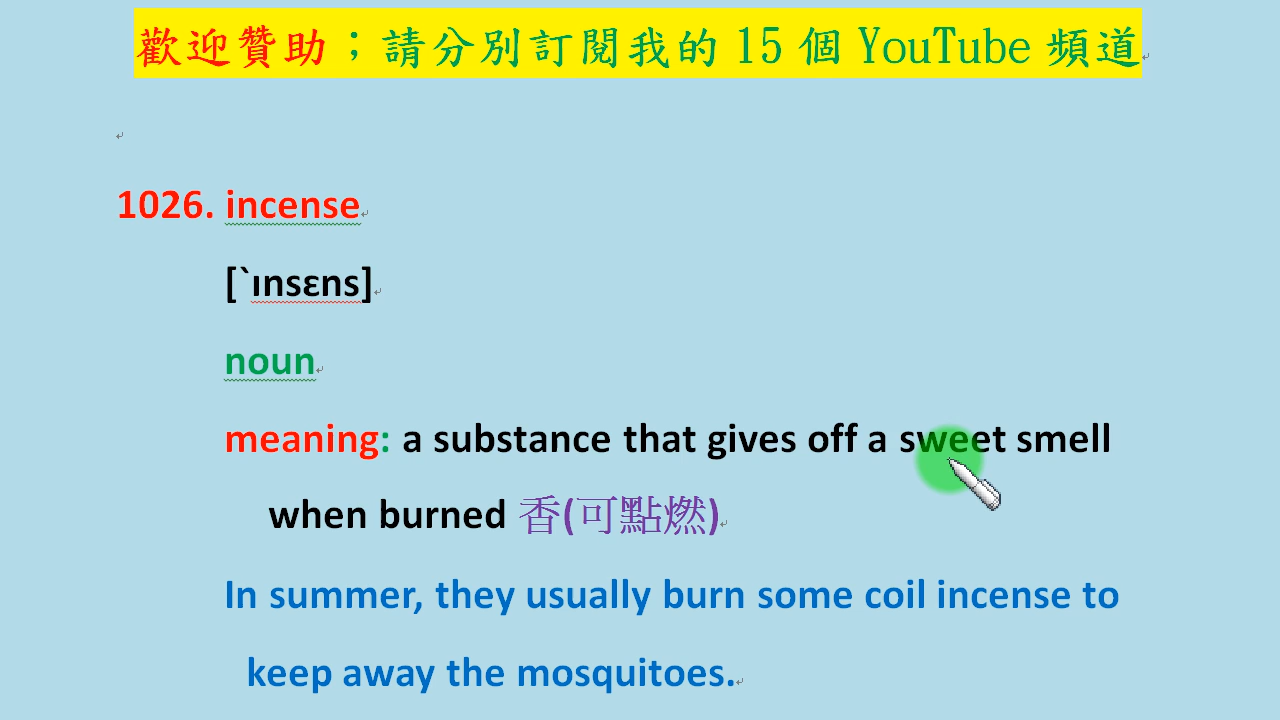 歡迎贊助；請分別訂閱我的 15 個 YouTube 頻道
1026. incense
[ˋɪnsɛns]
noun
meaning: a substance that gives off a sweet smell
when burned 香(可點燃)
In summer, they usually burn some coil incense to
keep away the mosquitoes.